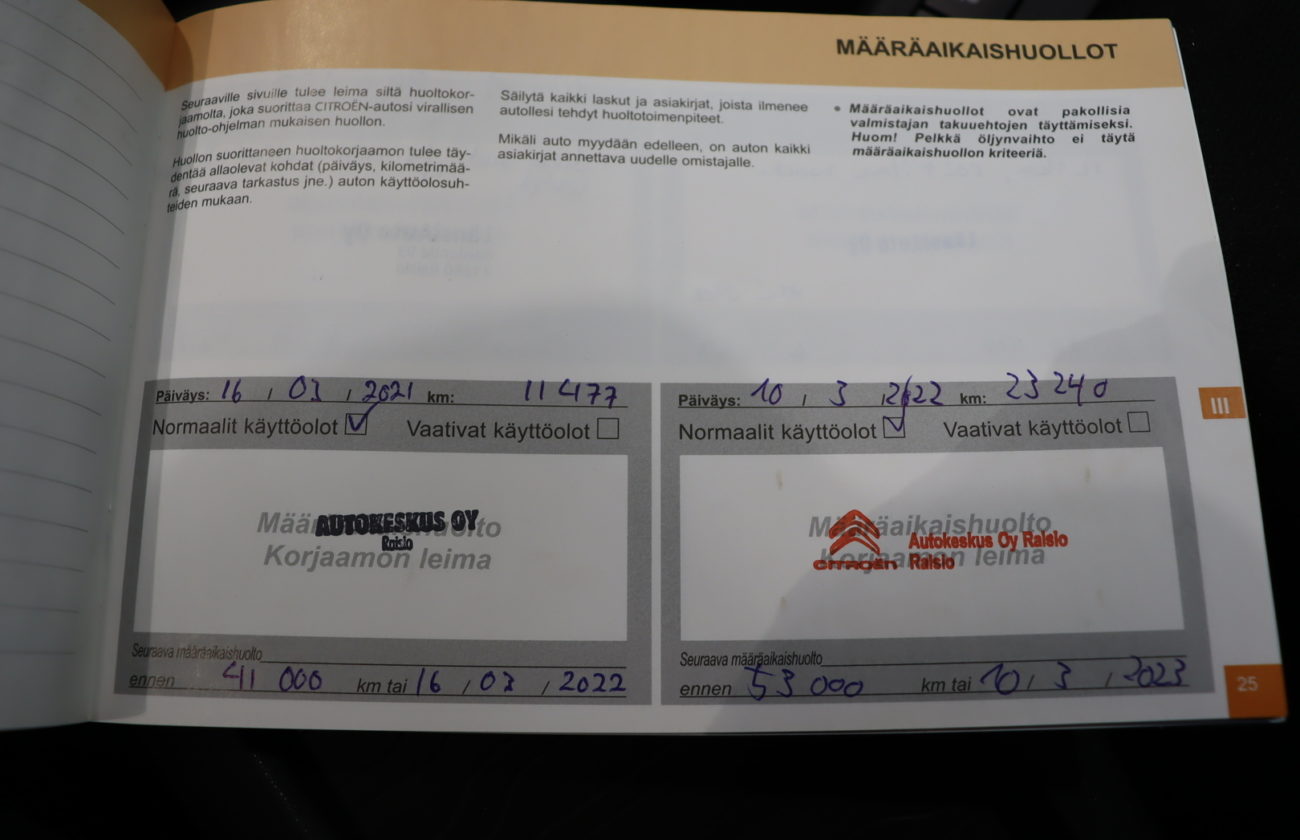 MÄÄRÄAIKAISHUOLLOT
Seuraaville sivuille tulee leima siltä huoltokor-
jaamolta, joka suorittaa CITROËN-autosi virallisen
huolto-ohjelman mukaisen huollon.
Huollon suorittaneen huoltokorjaamon tulee täy-
dentää allaolevat kohdat (päiväys, kilometrimää-
rä, seuraava tarkastus jne.) auton käyttöolosuh-
teiden mukaan.
Säilytä kaikki laskut ja asiakirjat, joista ilmenee
autollesi tehdyt huoltotoimenpiteet.
Mikäli auto myydään edelleen, on auton kaikki
asiakirjat annettava uudelle omistajalle.
• Määräaikaishuollot ovat pakollisia
valmistajan takuuehtojen täyttämiseksi.
Huom! Pelkkä öljynvaihto ei täytä
määräaikaishuollon kriteeriä.
Päiväys: 16 / 03 / 2021 km: 11 477
Normaalit käyttöolot Vaativat käyttöolot
Määräaikaishuolto
Korjaamon leima
AUTOKESKUS OY
Raisio
Seuraava määräaikaishuolto
ennen 41 000 km tai 16 / 03 / 2022
Päiväys: 10 / 3 / 2022 km: 23 240
Normaalit käyttöolot Vaativat käyttöolot
Määräaikaishuolto
Korjaamon leima
Autokeskus Oy Raisio
CITROËN Raisio
Seuraava määräaikaishuolto
ennen 53 000 km tai 10 / 3 / 2023
III
25